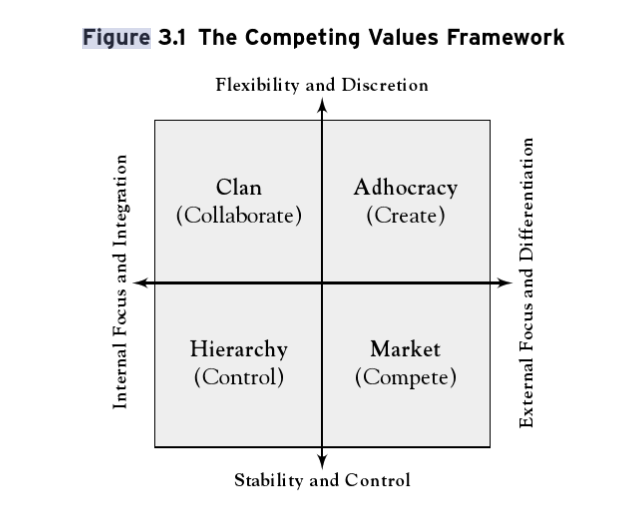 Figure 3.1 The Competing Values Framework
Flexibility and Discretion
Internal Focus and Integration
Clan
(Collaborate)
Adhocracy
(Create)
External Focus and Differentiation
Hierarchy
(Control)
Market
(Compete)
Stability and Control